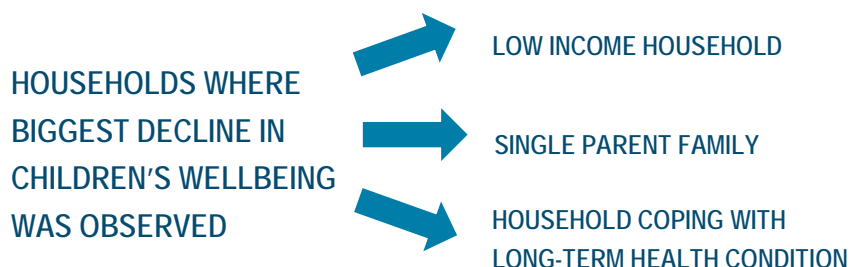 HOUSEHOLDS WHERE
BIGGEST DECLINE IN
CHILDREN'S WELLBEING
WAS OBSERVED
LOW INCOME HOUSEHOLD
SINGLE PARENT FAMILY
HOUSEHOLD COPING WITH
LONG-TERM HEALTH CONDITION